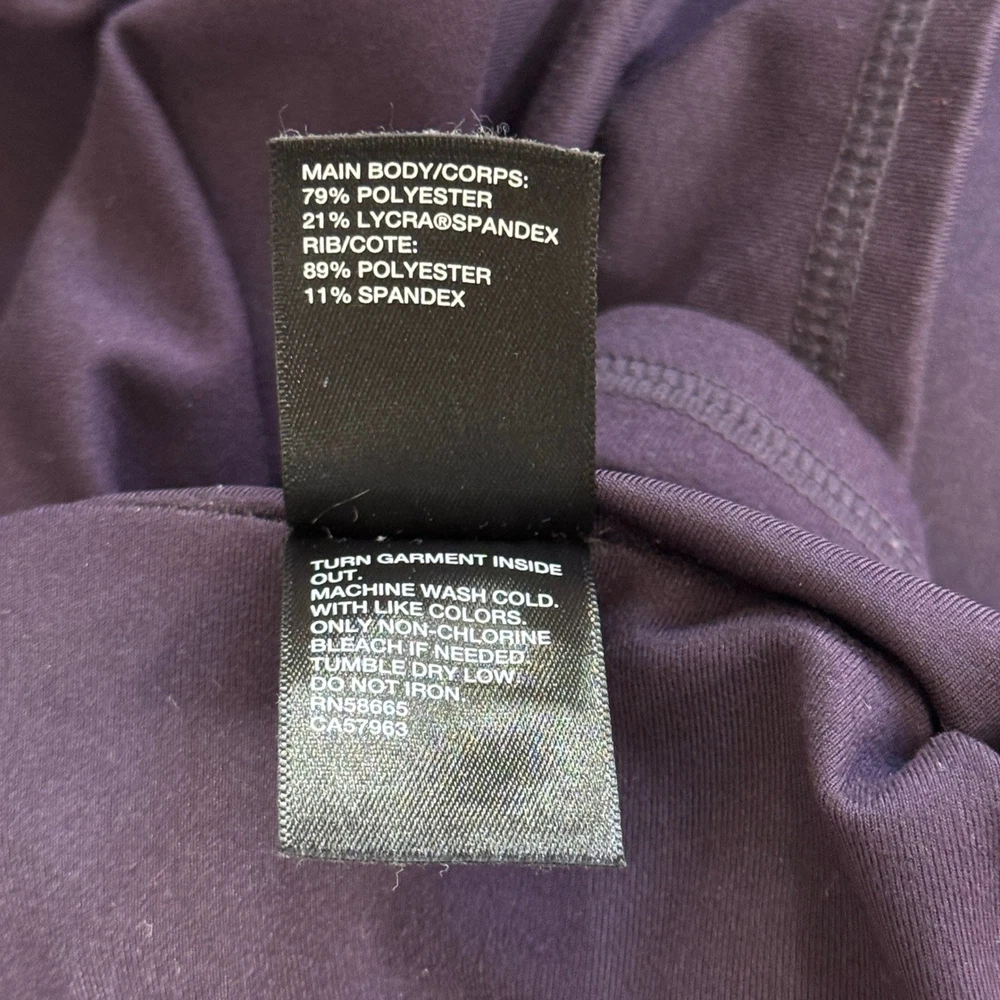 MAIN BODY/CORPS:
79% POLYESTER
21% LYCRA®SPANDEX
RIB/COTE:
89% POLYESTER
11% SPANDEX
TURN GARMENT INSIDE
OUT.
MACHINE WASH COLD.
WITH LIKE COLORS.
ONLY NON-CHLORINE
BLEACH IF NEEDED.
TUMBLE DRY LOW.
DO NOT IRON.
RN58665
CA57963